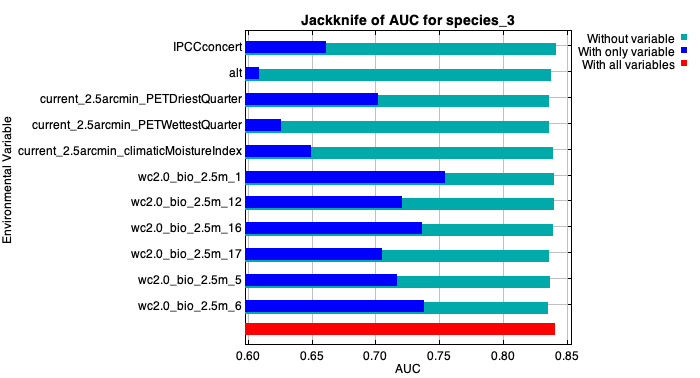 Jackknife of AUC for species_3
Without variable
With only variable
With all variables
Environmental Variable
IPCCconcert
alt
current_2.5arcmin_PETDriestQuarter
current_2.5arcmin_PETWettestQuarter
current_2.5arcmin_climaticMoistureIndex
wc2.0_bio_2.5m_1
wc2.0_bio_2.5m_12
wc2.0_bio_2.5m_16
wc2.0_bio_2.5m_17
wc2.0_bio_2.5m_5
wc2.0_bio_2.5m_6
0.60 0.65 0.70 0.75 0.80 0.85
AUC